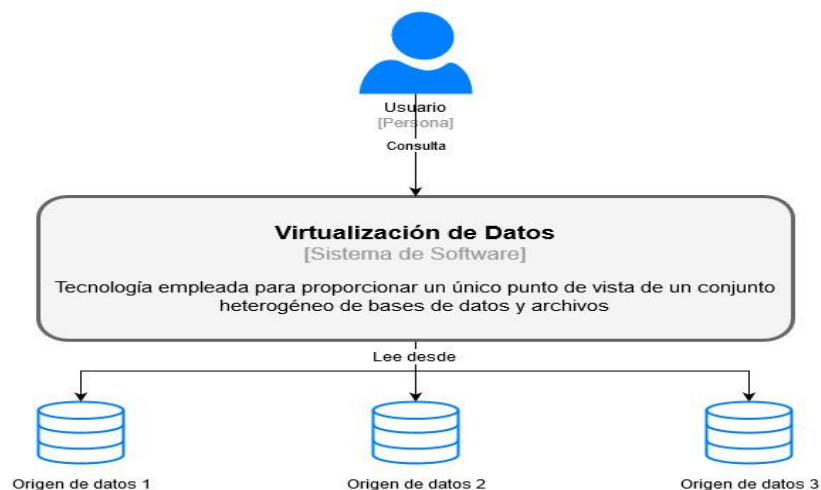 Usuario
[Persona]
Consulta
Virtualización de Datos
[Sistema de Software]
Tecnología empleada para proporcionar un único punto de vista de un conjunto
heterogéneo de bases de datos y archivos
Lee desde
Origen de datos 1
Origen de datos 2
Origen de datos 3